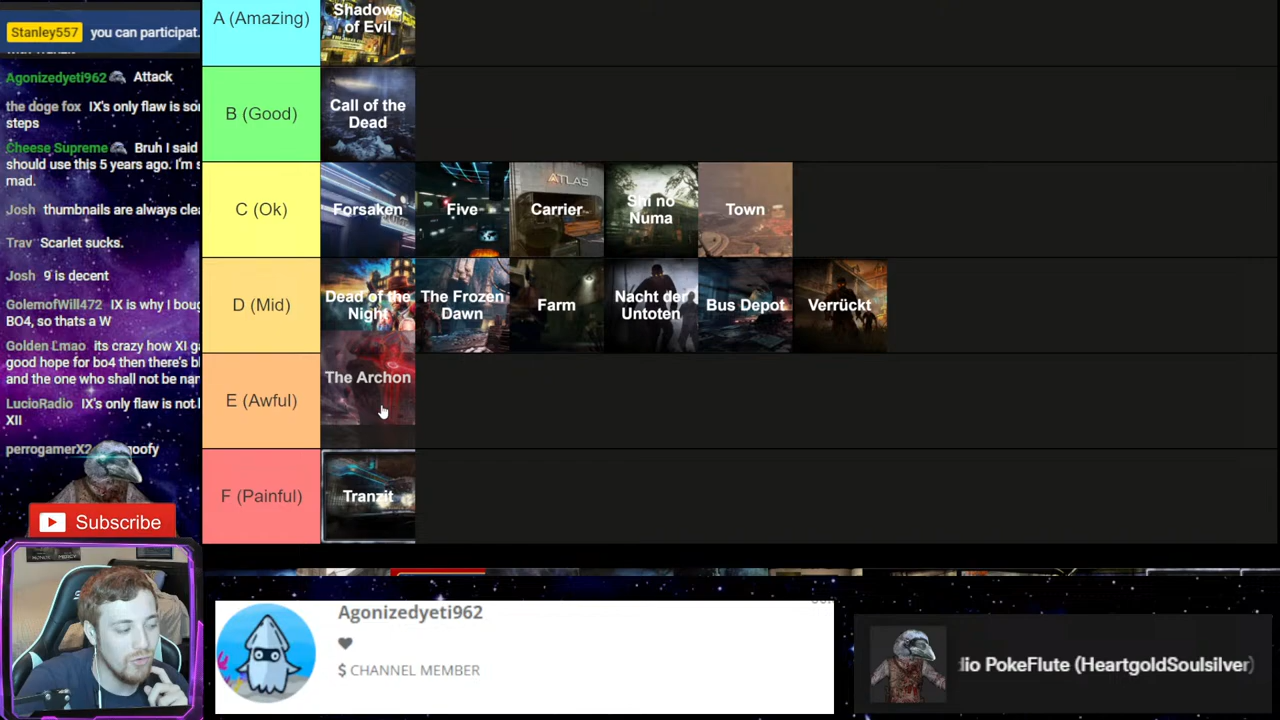 Stanley557 you can participat.
Agonizedyeti962 Attack
the doge fox IX's only flaw is so
steps
Cheese Supreme Bruh I said
should use this 5 years ago. I'm s
mad.
Josh thumbnails are always cle
Trav Scarlet sucks.
Josh 9 is decent
GolemofWill472 IX is why I boug
BO4, so thats a W
Golden Lmao its crazy how XI g
good hope for bo4 then there's b
and the one who shall not be nar
LucioRadio IX's only flaw is not
XII
perrogamerX2 goofy
Subscribe
A (Amazing)
Shadows
of Evil
B (Good)
Call of the
Dead
C (Ok)
Forsaken
Five
Carrier
ATLAS
Shi no
Numa
Town
D (Mid)
Dead of the
Night
The Frozen
Dawn
Farm
Nacht der
Untoten
Bus Depot
Verrückt
E (Awful)
The Archon
F (Painful)
Tranzit
Agonizedyeti962
$ CHANNEL MEMBER
dio PokeFlute (HeartgoldSoulsilver)